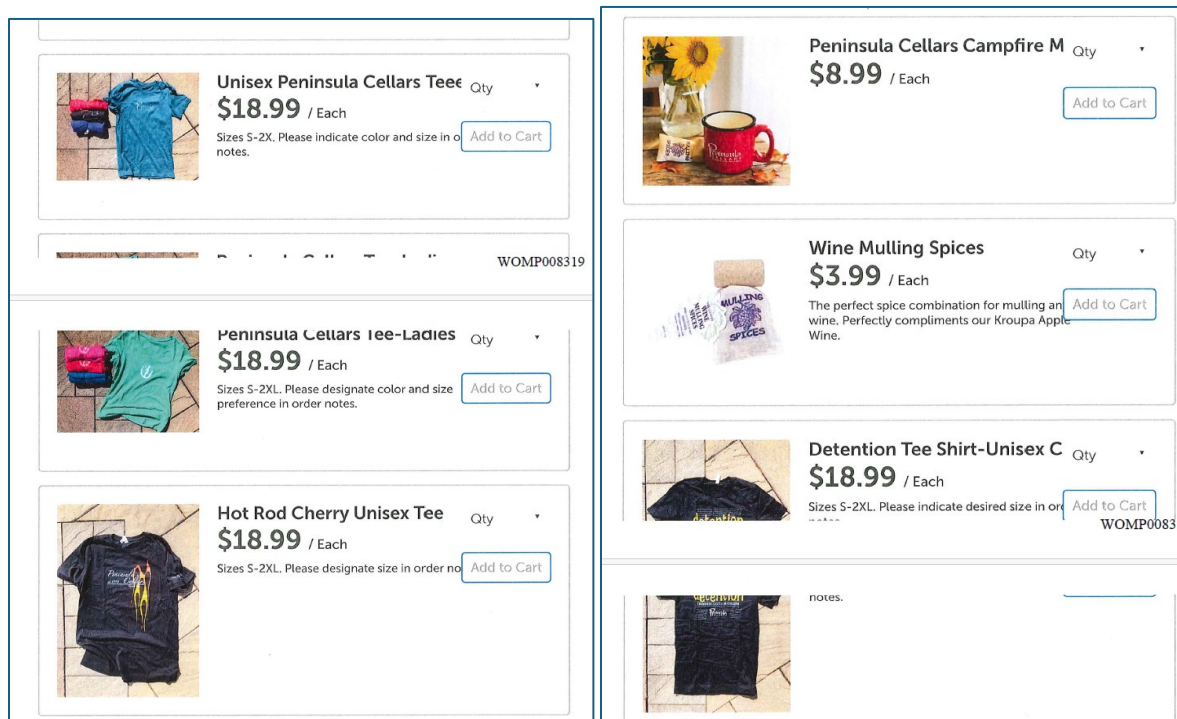 Unisex Peninsula Cellars Teee Qty
$18.99 / Each
Sizes S-2X. Please indicate color and size in o Add to Cart
notes.
WOMP008319
Peninsula Cellars Tee-Ladies Qty
$18.99 / Each
Sizes S-2XL. Please designate color and size Add to Cart
preference in order notes.
Hot Rod Cherry Unisex Tee Qty
$18.99 / Each
Sizes S-2XL. Please designate size in order no Add to Cart
Peninsula Cellars Campfire M Qty
$8.99 / Each
Add to Cart
Peninsula
Wine Mulling Spices Qty
$3.99 / Each
The perfect spice combination for mulling an Add to Cart
wine. Perfectly compliments our Kroupa Apple
Wine.
MULLING
SPICES
WINE
MULLING
SPICES
Detention Tee Shirt-Unisex C Qty
$18.99 / Each
Sizes S-2XL. Please indicate desired size in ord Add to Cart
detention
WOMP0083
notes.
detention